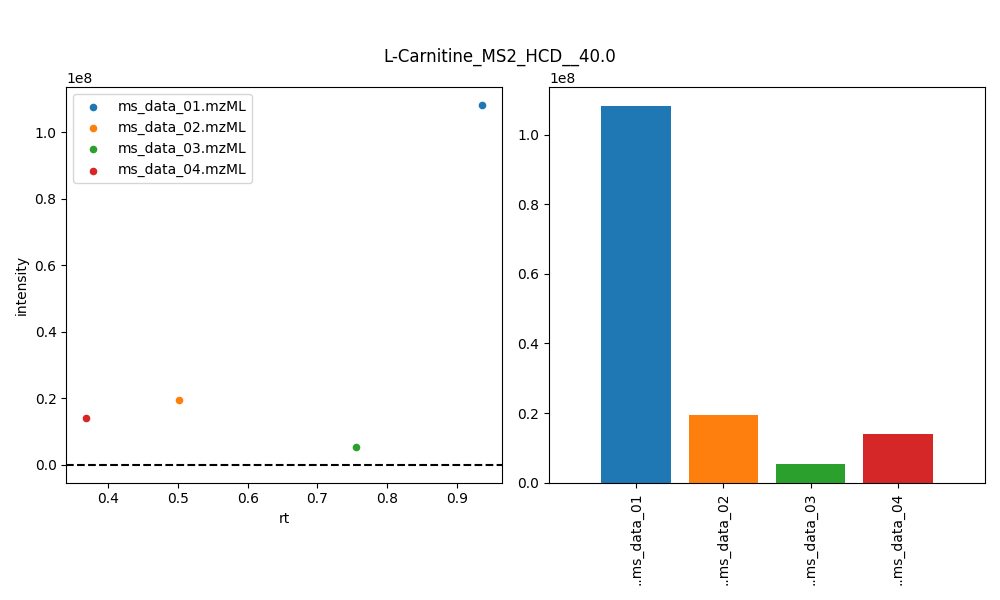 L-Carnitine_MS2_HCD__40.0
1e8
1e8
ms_data_01.mzML
ms_data_02.mzML
ms_data_03.mzML
ms_data_04.mzML
1.0
0.8
0.6
0.4
0.2
0.0
intensity
0.4 0.5 0.6 0.7 0.8 0.9
rt
1.0
0.8
0.6
0.4
0.2
0.0
..ms_data_01
..ms_data_02
..ms_data_03
..ms_data_04